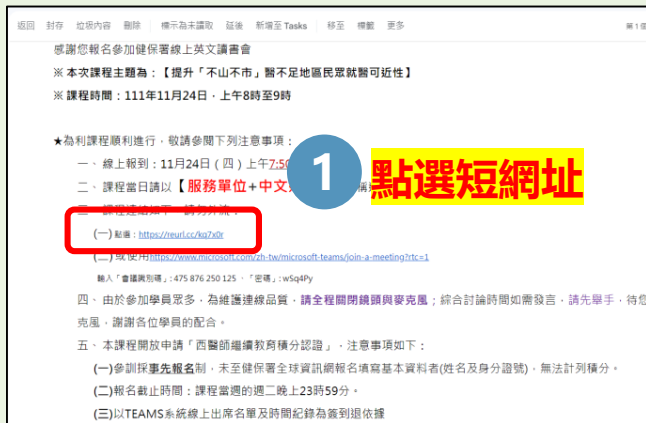 返回 封存 垃圾內容 刪除 標示為未讀取 延後 新增至 Tasks 移至 標籤 更多 第 1
感謝您報名參加健保署線上英文讀書會
※ 本次課程主題為：【提升「不山不市」醫不足地區民眾就醫可近性】
※ 課程時間：111年11月24日，上午8時至9時
★為利課程順利進行，敬請參閱下列注意事項：
一、 線上報到：11月24日（四）上午7:50
二、 課程當日請以【服務單位+中文
1 點選短網址
三、課程連結如下，請勿外流：
(一) 點選：https://reurl.cc/kq7x0r
(二) 或使用https://www.microsoft.com/zh-tw/microsoft-teams/join-a-meeting?rtc=1
輸入「會議識別碼」: 475 876 250 125 ，「密碼」: wSq4Py
四、 由於參加學員眾多，為維護連線品質，請全程關閉鏡頭與麥克風；綜合討論時間如需發言，請先舉手，待您
克風，謝謝各位學員的配合。
五、 本課程開放申請「西醫師繼續教育積分認證」，注意事項如下：
(一)參訓採事先報名制，未至健保署全球資訊網報名填寫基本資料者(姓名及身分證號)，無法計列積分。
(二)報名截止時間：課程當週的週二晚上23時59分。
(三)以TEAMS系統線上出席名單及時間紀錄為簽到退依據